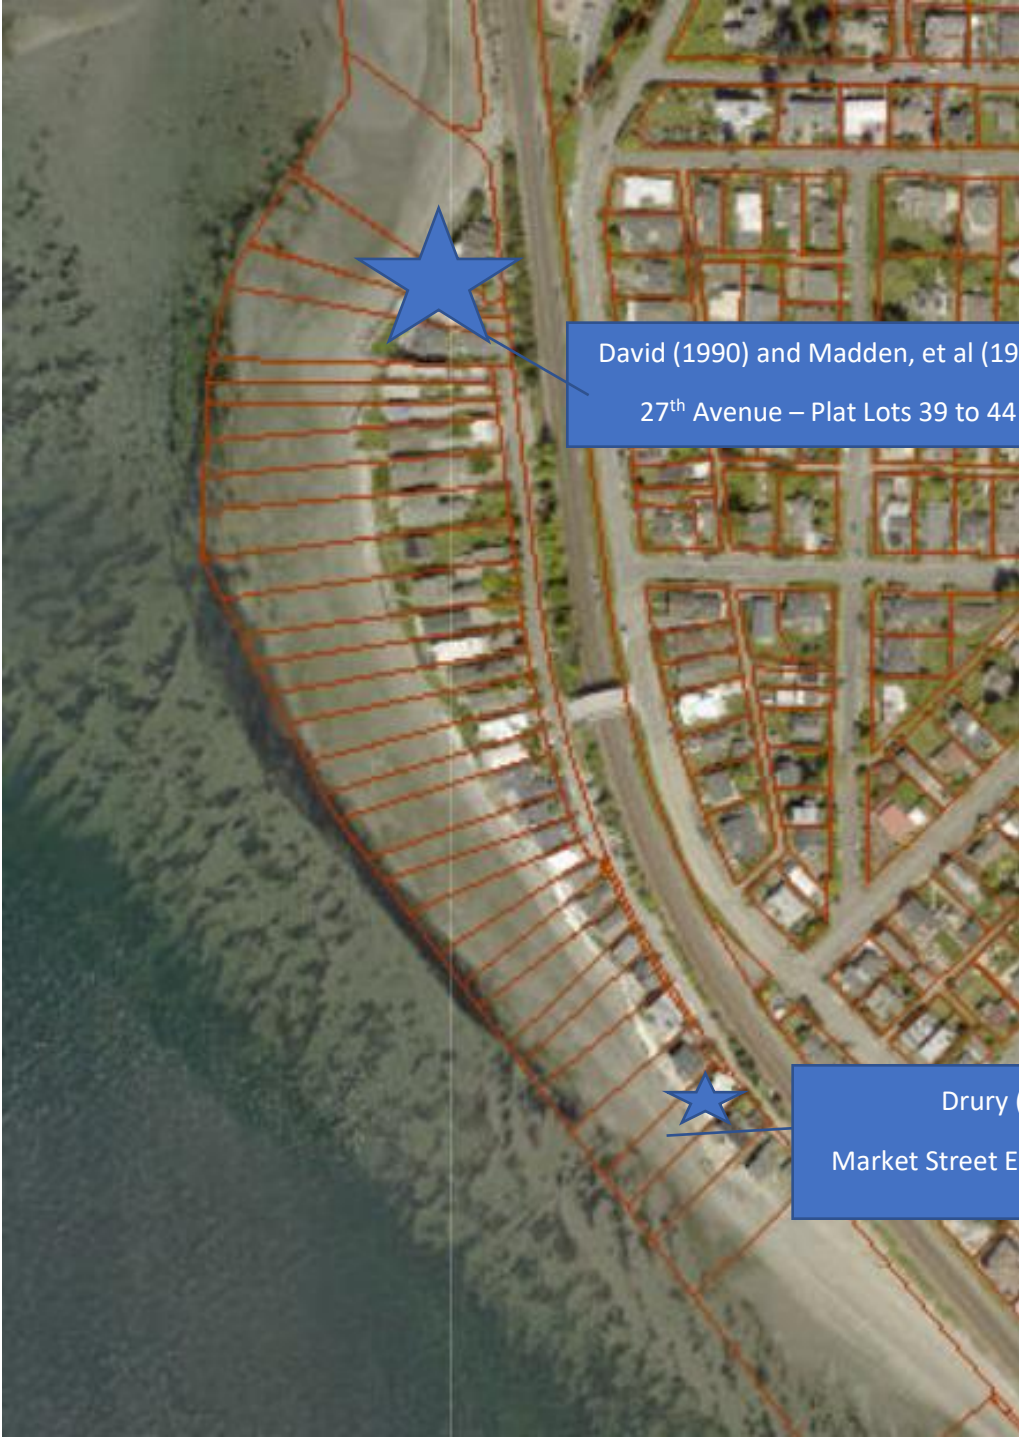 David (1990) and Madden, et al (19
27th Avenue – Plat Lots 39 to 44
Drury (
Market Street E